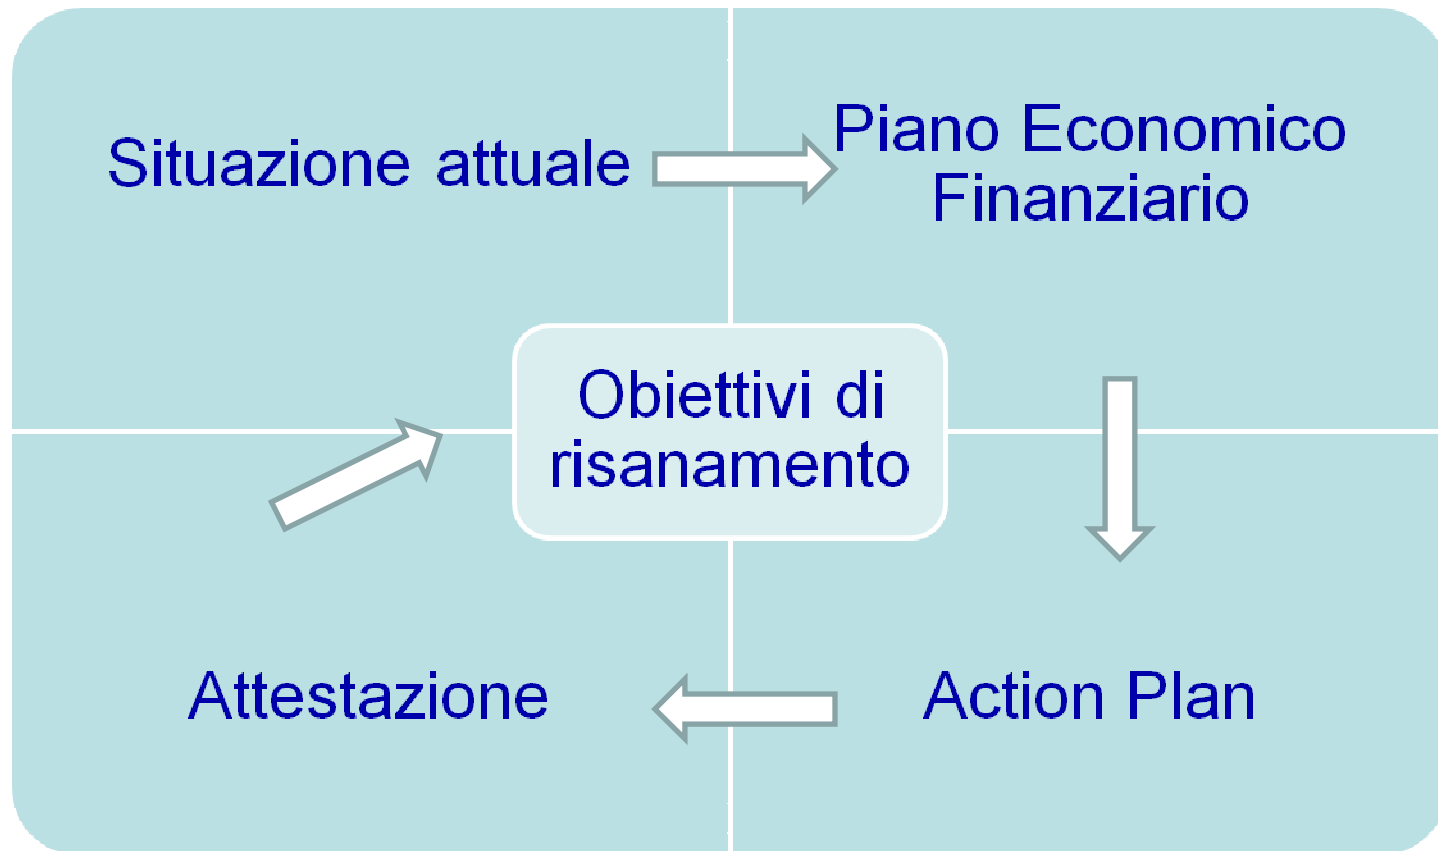 Situazione attuale
Piano Economico
Finanziario
Obiettivi di
risanamento
Attestazione
Action Plan